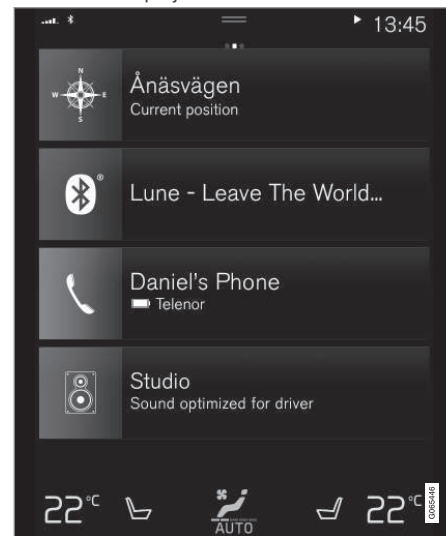 13:45
N
W E
S
Ånäsvägen
Current position
®
Lune - Leave The World...
Daniel's Phone
Telenor
Studio
Sound optimized for driver
22°C
AUTO
22°C
G065446